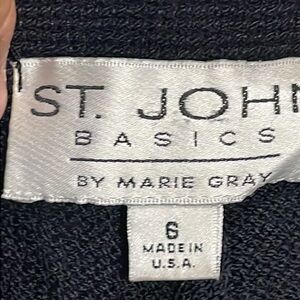 ST. JOHN
BASICS
BY MARIE GRAY
6
MADE IN
U.S.A.